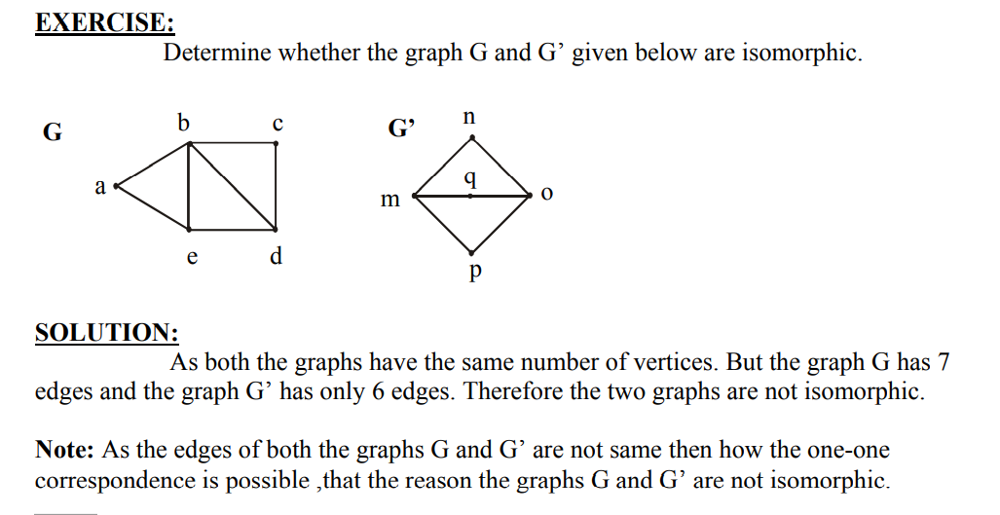 EXERCISE:
Determine whether the graph G and G’ given below are isomorphic.
G
b
c
a
e
d
G’
n
q
m
o
p
SOLUTION:
As both the graphs have the same number of vertices. But the graph G has 7
edges and the graph G’ has only 6 edges. Therefore the two graphs are not isomorphic.
Note: As the edges of both the graphs G and G’ are not same then how the one-one
correspondence is possible ,that the reason the graphs G and G’ are not isomorphic.